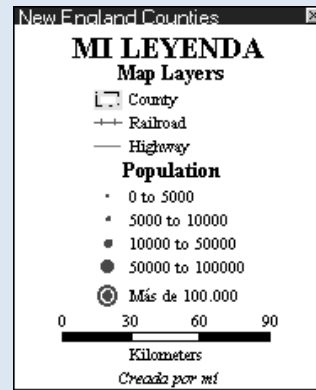 New England Counties
MI LEYENDA
Map Layers
County
Railroad
Highway
Population
0 to 5000
5000 to 10000
10000 to 50000
50000 to 100000
Más de 100.000
0 30 60 90
Kilometers
Creada por mí